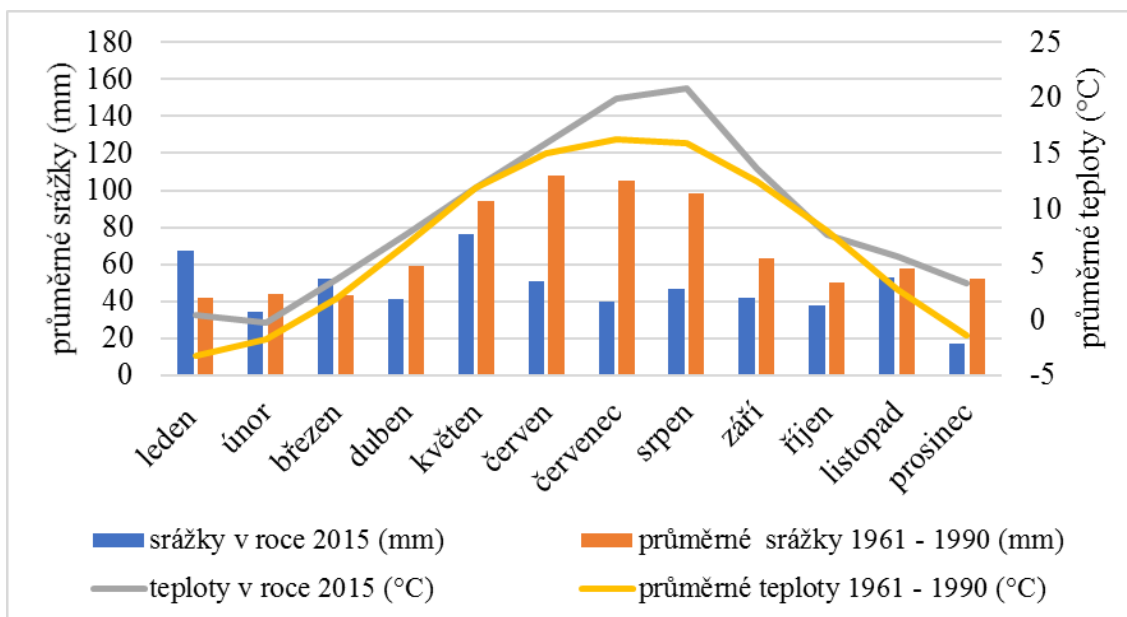 průměrné srážky (mm)
180
160
140
120
100
80
60
40
20
0
25
20
15
10
5
0
-5
průměrné teploty (°C)
leden
únor
březen
duben
květen
červen
červenec
srpen
září
říjen
listopad
prosinec
srážky v roce 2015 (mm)
průměrné srážky 1961 - 1990 (mm)
teploty v roce 2015 (°C)
průměrné teploty 1961 - 1990 (°C)